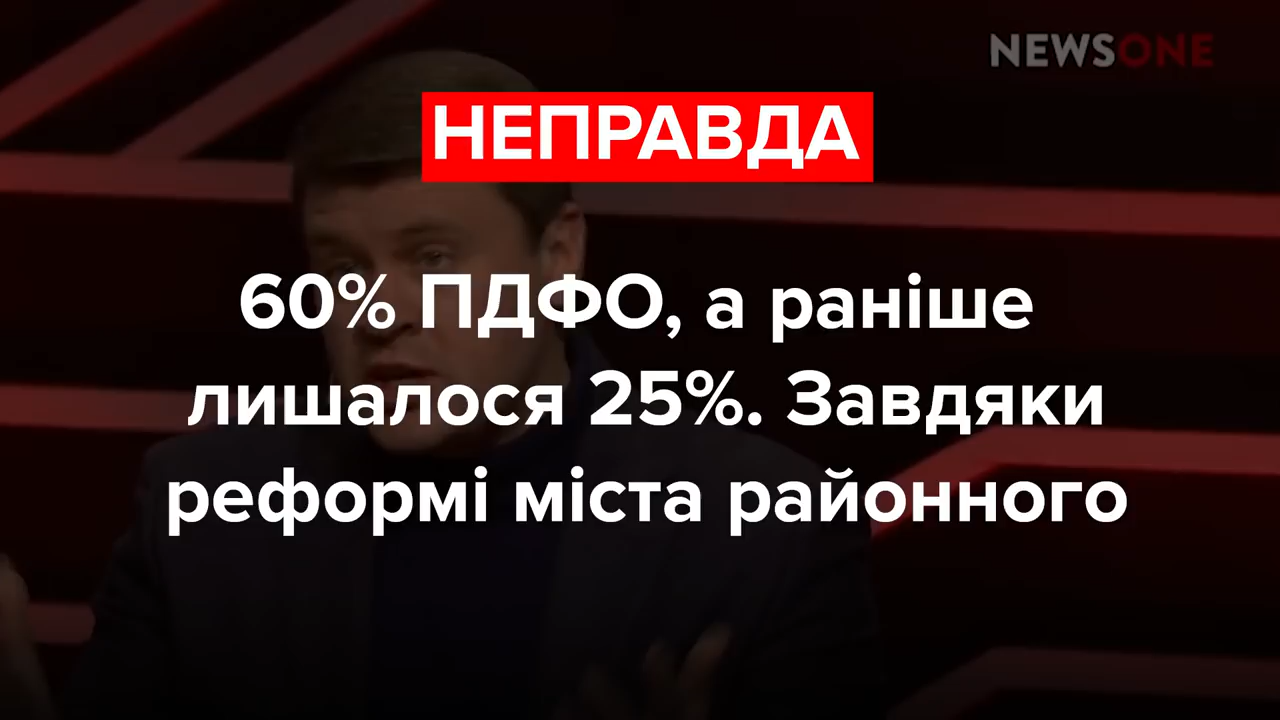 NEWSONE
НЕПРАВДА
60% ПДФО, а раніше
лишалося 25%. Завдяки
реформі міста районного